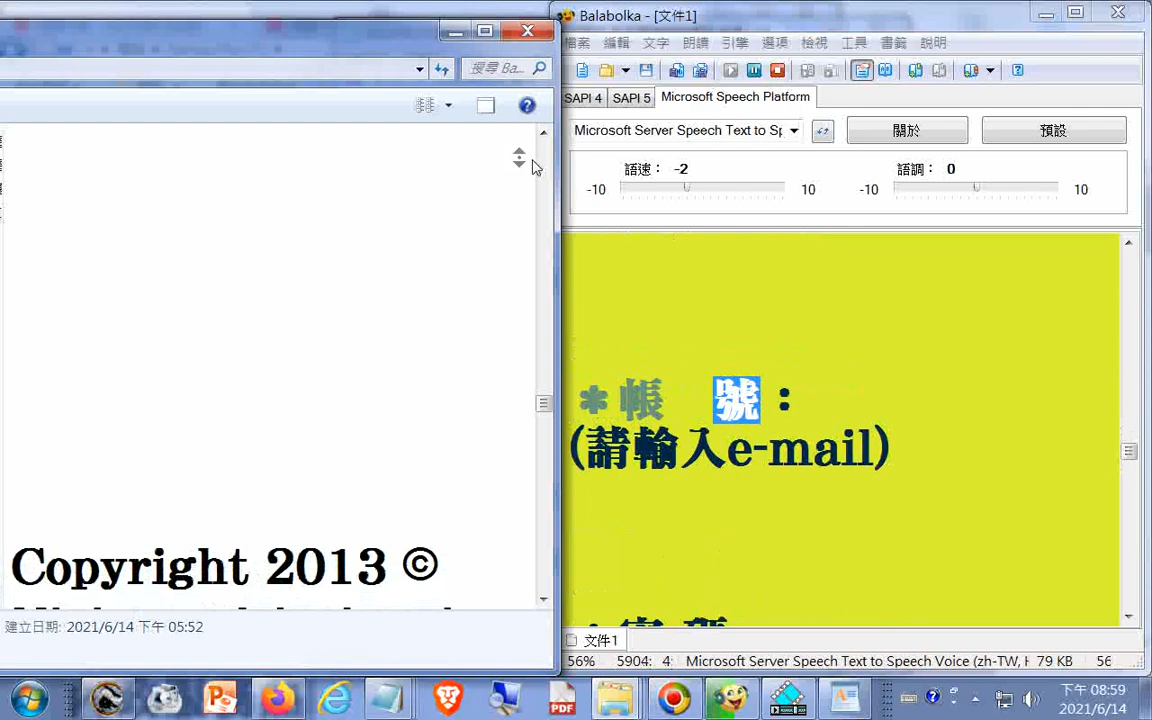 搜尋 Ba...
Copyright 2013 ©
建立日期: 2021/6/14 下午 05:52
Balabolka - [文件1]
檔案 編輯 文字 朗讀 引擎 選項 檢視 工具 書籤 說明
SAPI 4 SAPI 5 Microsoft Speech Platform
Microsoft Server Speech Text to Sp
關於
預設
語速： -2
語調： 0
-10 10 -10 10
*帳 號：
(請輸入e-mail)
文件1
56% 5904: 4: Microsoft Server Speech Text to Speech Voice (zh-TW, H 79 KB 56
PDF
下午 08:59
2021/6/14